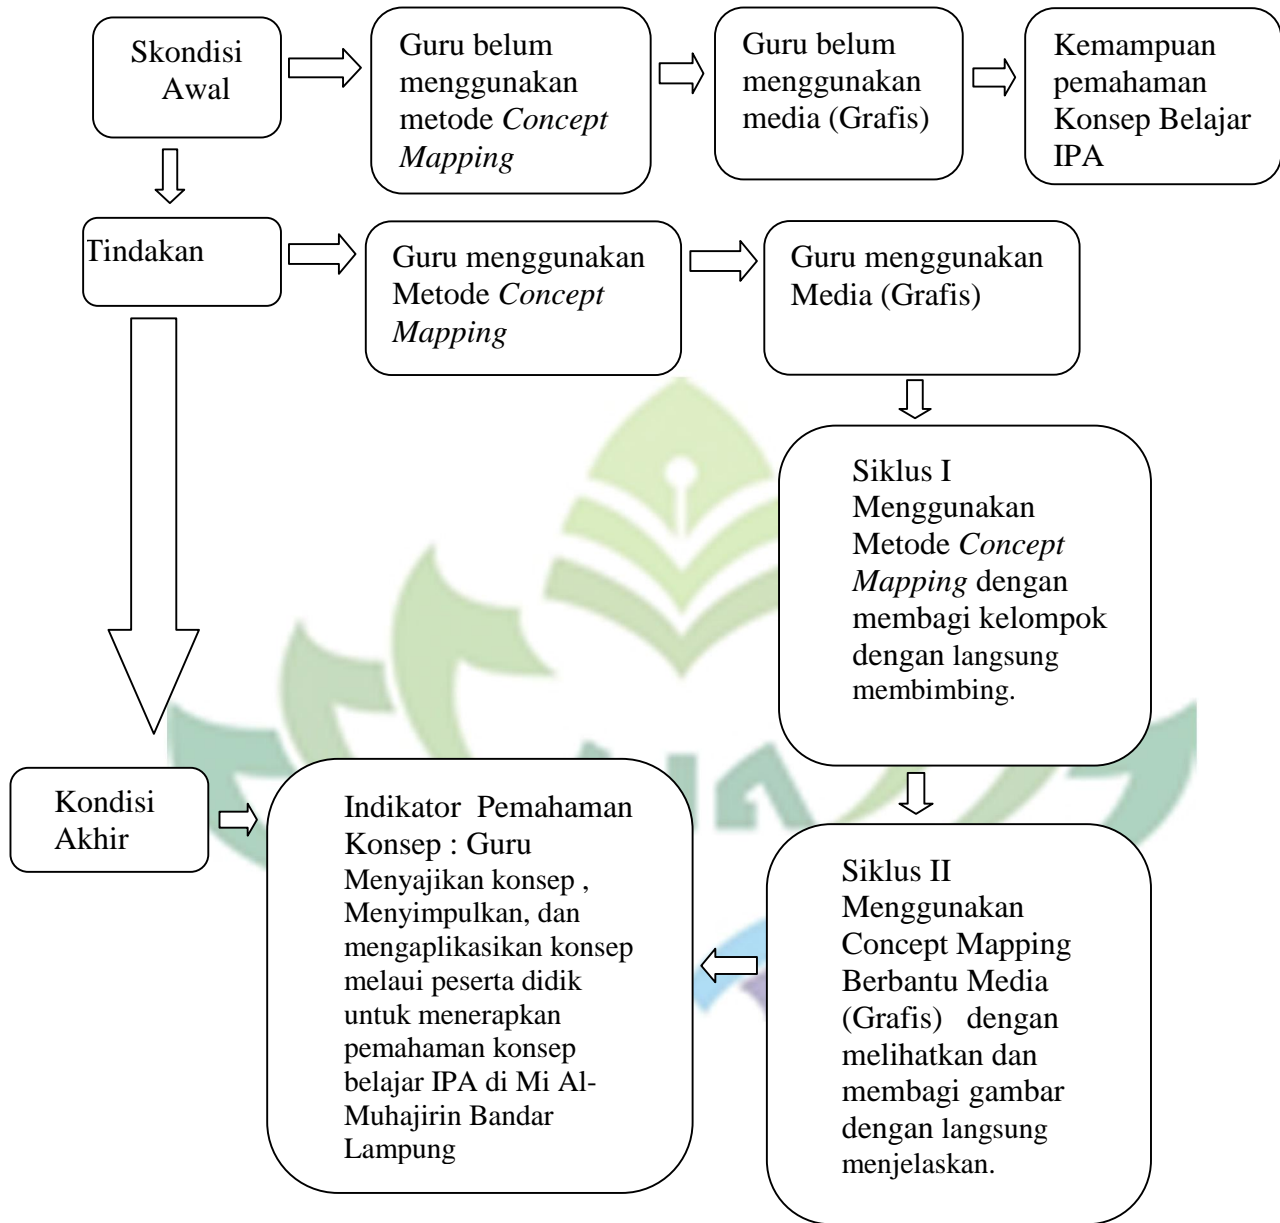 Skondisi
Awal
Guru belum
menggunakan
metode Concept
Mapping
Guru belum
menggunakan
media (Grafis)
Kemampuan
pemahaman
Konsep Belajar
IPA
Tindakan
Guru menggunakan
Metode Concept
Mapping
Guru menggunakan
Media (Grafis)
Siklus I
Menggunakan
Metode Concept
Mapping dengan
membagi kelompok
dengan langsung
membimbing.
Kondisi
Akhir
Indikator Pemahaman
Konsep : Guru
Menyajikan konsep ,
Menyimpulkan, dan
mengaplikasikan konsep
melaui peserta didik
untuk menerapkan
pemahaman konsep
belajar IPA di Mi Al-
Muhajirin Bandar
Lampung
Siklus II
Menggunakan
Concept Mapping
Berbantu Media
(Grafis) dengan
melihatkan dan
membagi gambar
dengan langsung
menjelaskan.